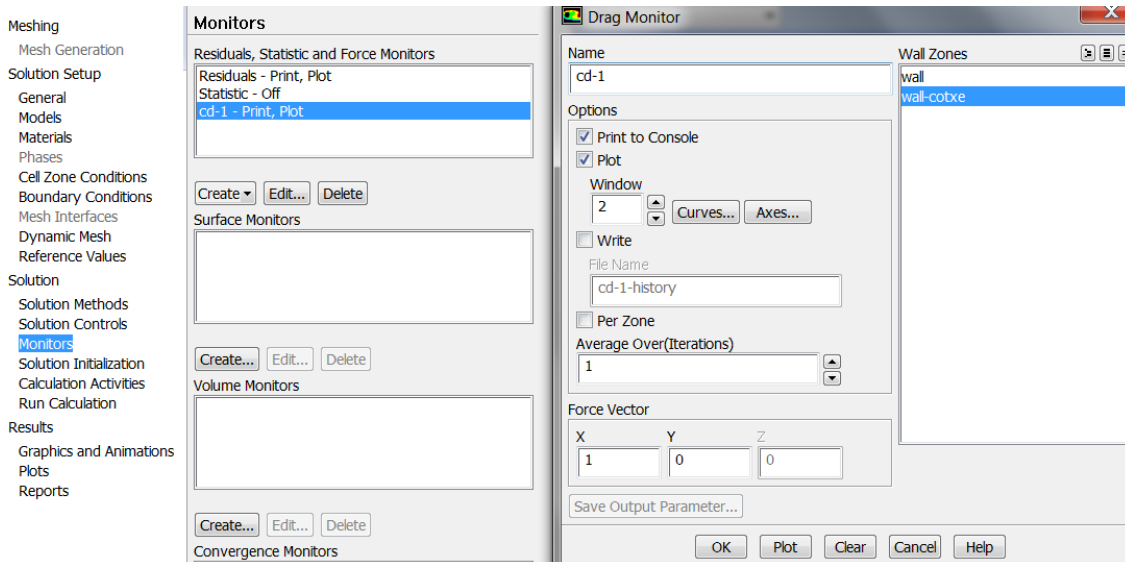 Meshing
Mesh Generation
Solution Setup
General
Models
Materials
Phases
Cell Zone Conditions
Boundary Conditions
Mesh Interfaces
Dynamic Mesh
Reference Values
Solution
Solution Methods
Solution Controls
Monitors
Solution Initialization
Calculation Activities
Run Calculation
Results
Graphics and Animations
Plots
Reports
Monitors
Residuals, Statistic and Force Monitors
Residuals - Print, Plot
Statistic - Off
cd-1 - Print, Plot
Create Edit... Delete
Surface Monitors
Create... Edit... Delete
Volume Monitors
Create... Edit... Delete
Convergence Monitors
Drag Monitor
Name
cd-1
Options
Print to Console
Plot
Window
2 Curves... Axes...
Write
File Name
cd-1-history
Per Zone
Average Over(Iterations)
1
Force Vector
X Y Z
1 0 0
Save Output Parameter...
Wall Zones
wall
wall-cotxe
OK Plot Clear Cancel Help